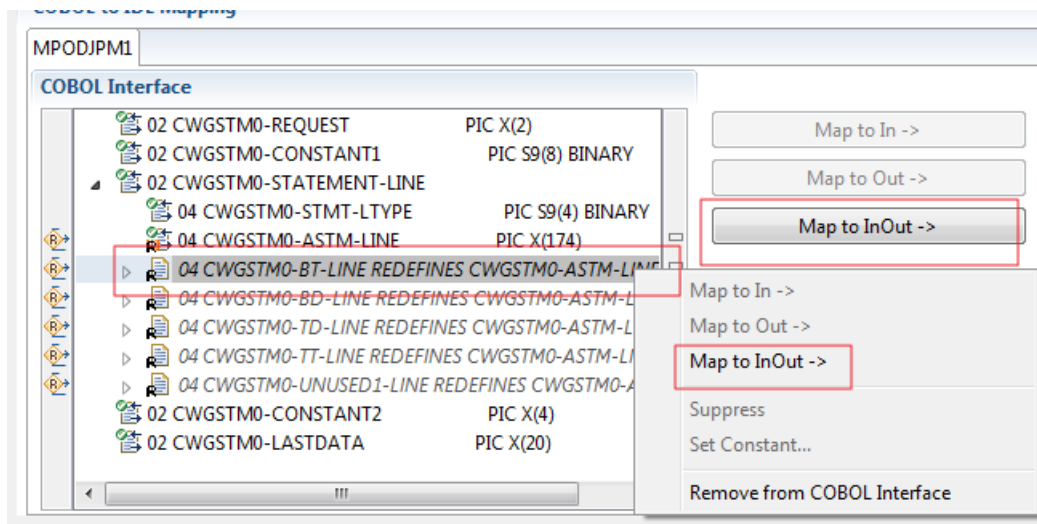 COBOL to IDL Mapping
MPODJPM1
COBOL Interface
02 CWGSTM0-REQUEST PIC X(2)
02 CWGSTM0-CONSTANT1 PIC S9(8) BINARY
02 CWGSTM0-STATEMENT-LINE
04 CWGSTM0-STMT-LTYPE PIC S9(4) BINARY
04 CWGSTM0-ASTM-LINE PIC X(174)
04 CWGSTM0-BT-LINE REDEFINES CWGSTM0-ASTM-LINE
04 CWGSTM0-BD-LINE REDEFINES CWGSTM0-ASTM-L
04 CWGSTM0-TD-LINE REDEFINES CWGSTM0-ASTM-L
04 CWGSTM0-TT-LINE REDEFINES CWGSTM0-ASTM-LI
04 CWGSTM0-UNUSED1-LINE REDEFINES CWGSTM0-A
02 CWGSTM0-CONSTANT2 PIC X(4)
02 CWGSTM0-LASTDATA PIC X(20)
Map to In ->
Map to Out ->
Map to InOut ->
Map to In ->
Map to Out ->
Map to InOut ->
Suppress
Set Constant...
Remove from COBOL Interface